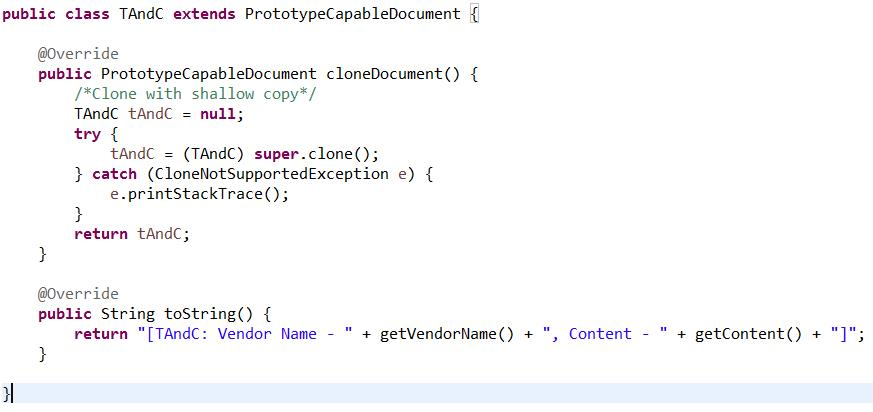 public class TAndC extends PrototypeCapableDocument {
@Override
public PrototypeCapableDocument cloneDocument() {
/*Clone with shallow copy*/
TAndC tAndC = null;
try {
tAndC = (TAndC) super.clone();
} catch (CloneNotSupportedException e) {
e.printStackTrace();
}
return tAndC;
}
@Override
public String toString() {
return "[TAndC: Vendor Name - " + getVendorName() + ", Content - " + getContent() + "]";
}
}